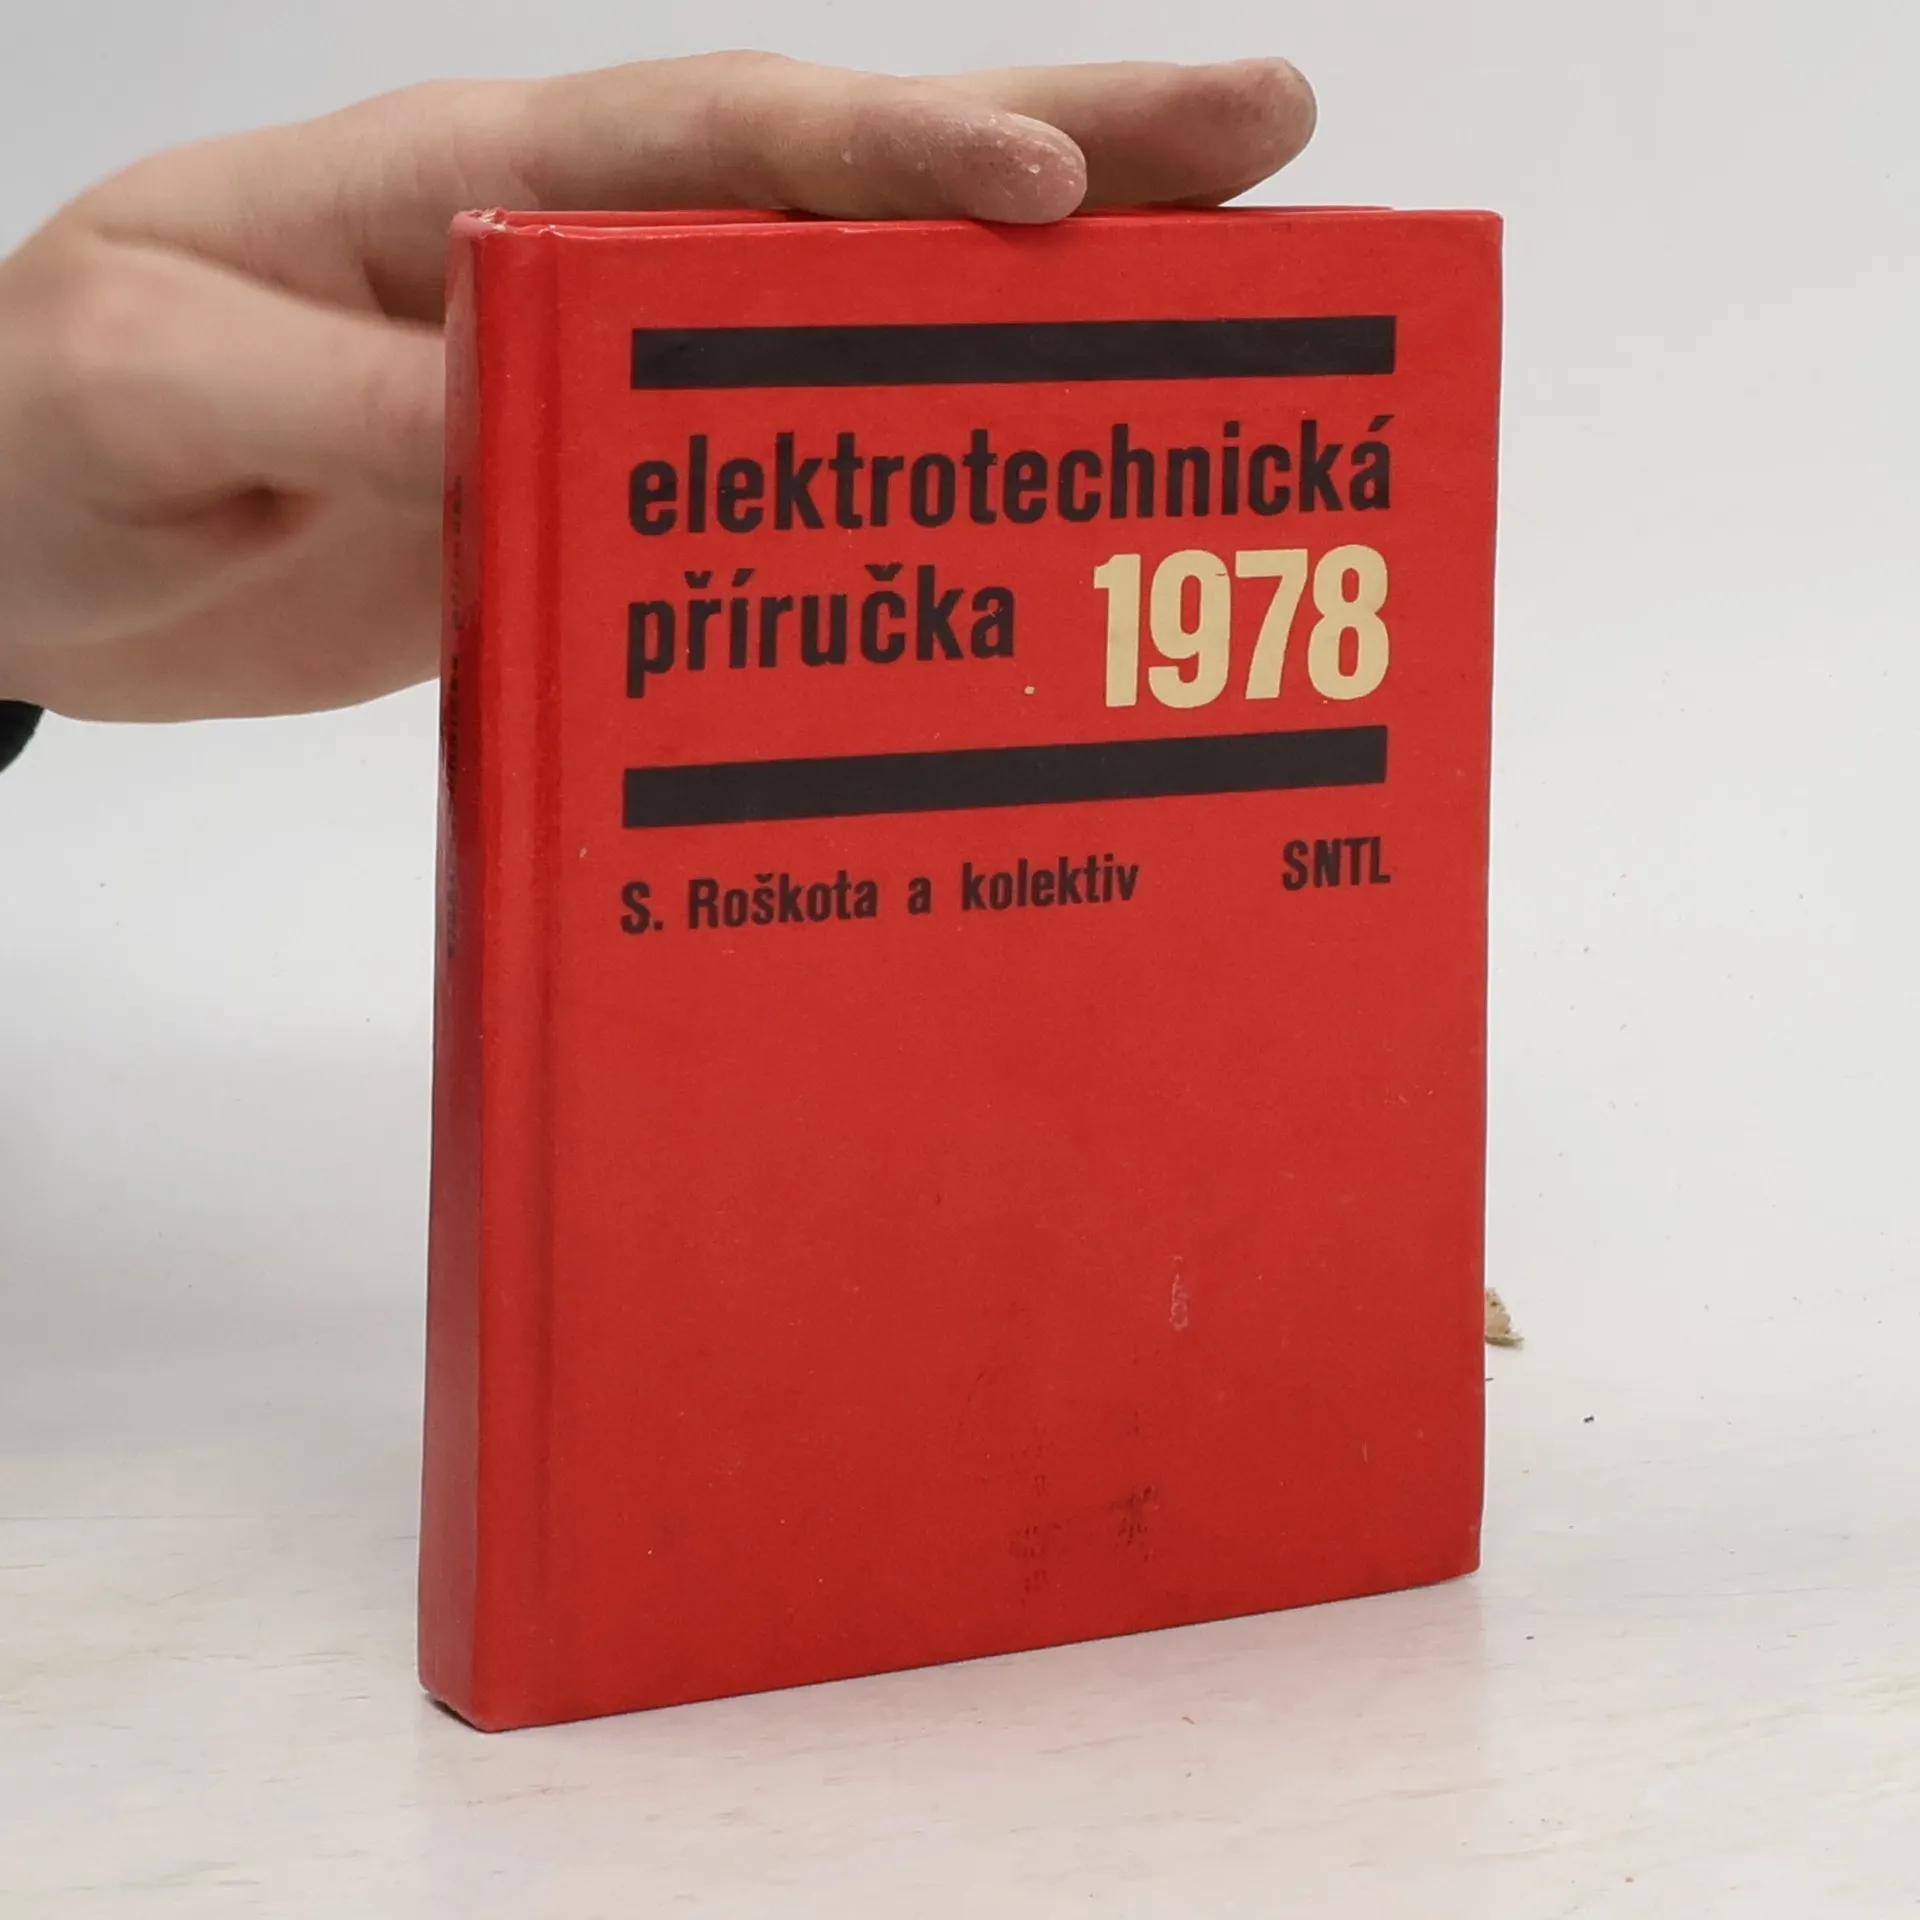 elektrotechnická
příručka 1978
S. Roškota a kolektiv SNTL